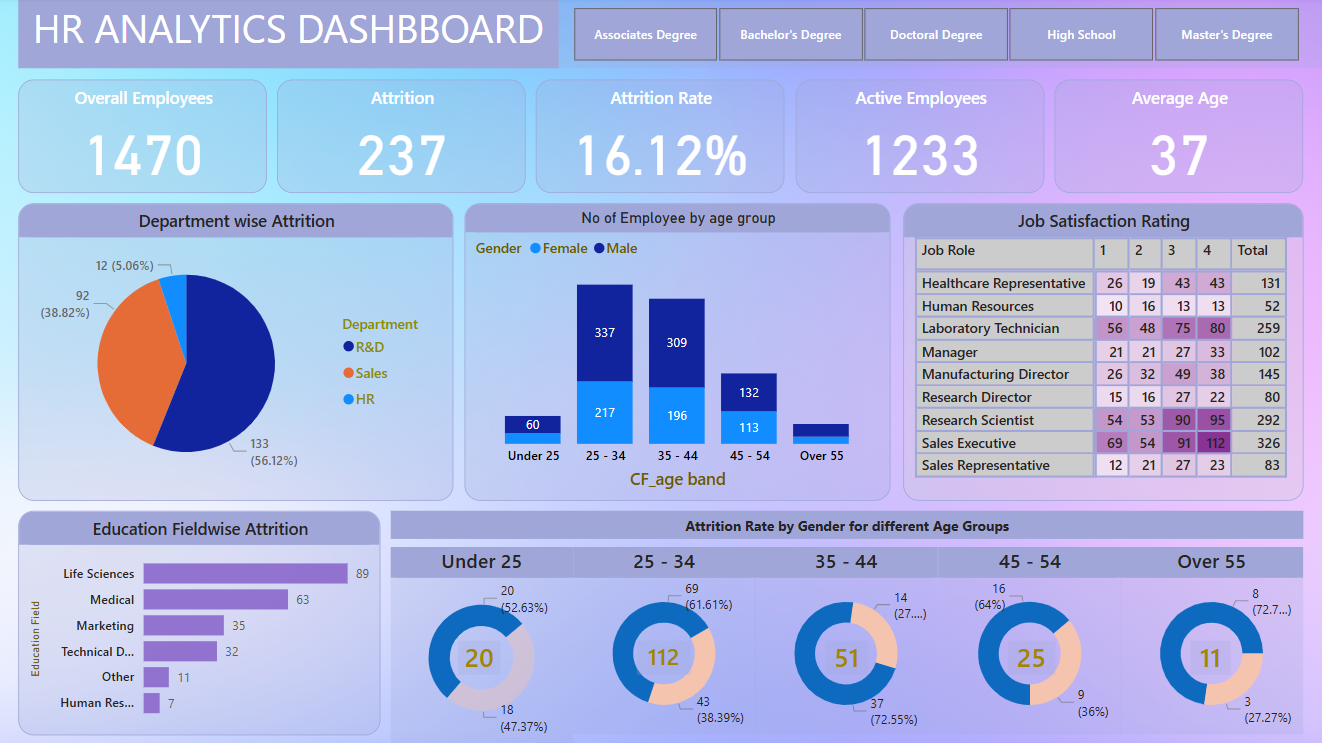 HR ANALYTICS DASHBBOARD
Associates Degree
Bachelor's Degree
Doctoral Degree
High School
Master's Degree
Overall Employees
1470
Attrition
237
Attrition Rate
16.12%
Active Employees
1233
Average Age
37
Department wise Attrition
12 (5.06%)
92
(38.82%)
133
(56.12%)
Department
R&D
Sales
HR
No of Employee by age group
Gender Female Male
337
309
217
196
132
113
60
Under 25 25 - 34 35 - 44 45 - 54 Over 55
CF_age band
Job Satisfaction Rating
Job Role 1 2 3 4 Total
Healthcare Representative 26 19 43 43 131
Human Resources 10 16 13 13 52
Laboratory Technician 56 48 75 80 259
Manager 21 21 27 33 102
Manufacturing Director 26 32 49 38 145
Research Director 15 16 27 22 80
Research Scientist 54 53 90 95 292
Sales Executive 69 54 91 112 326
Sales Representative 12 21 27 23 83
Education Fieldwise Attrition
Education Field
Life Sciences 89
Medical 63
Marketing 35
Technical D... 32
Other 11
Human Res... 7
Attrition Rate by Gender for different Age Groups
Under 25
20
(52.63%)
20
18
(47.37%)
25 - 34
69
(61.61%)
112
43
(38.39%)
35 - 44
14
(27....)
51
37
(72.55%)
45 - 54
16
(64%)
25
9
(36%)
Over 55
8
(72.7...)
11
3
(27.27%)